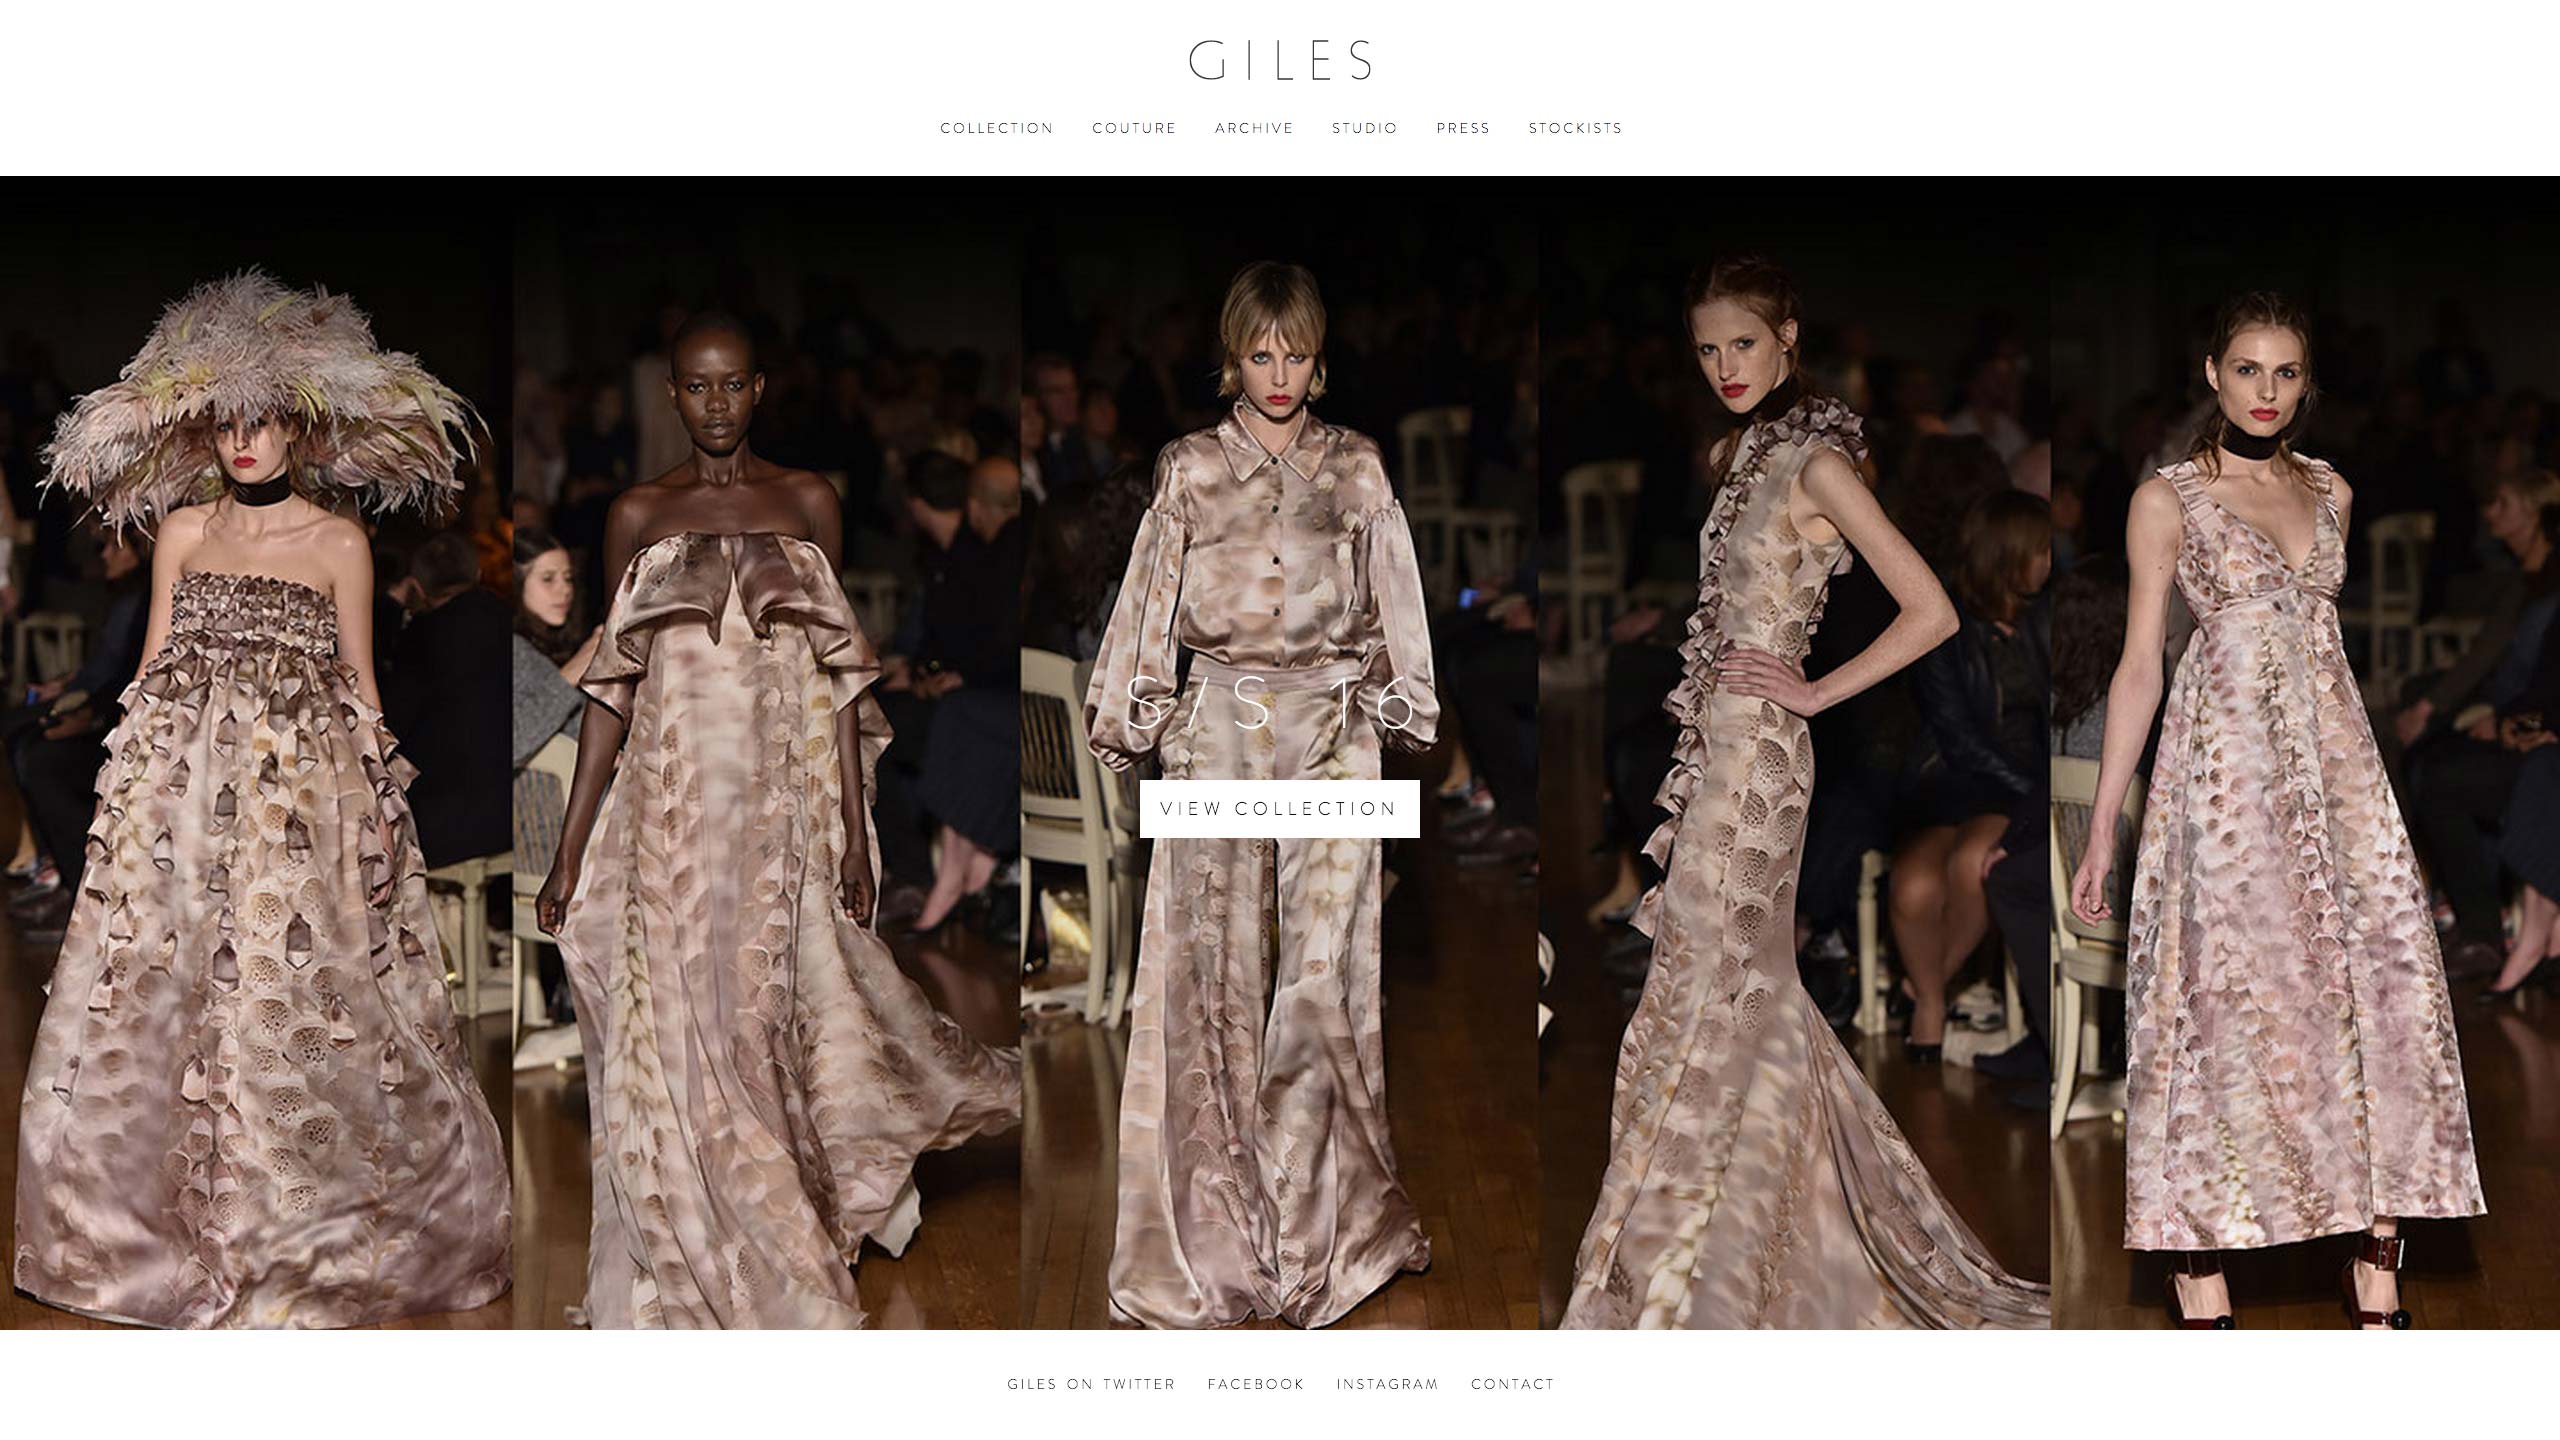 GILES
COLLECTION COUTURE ARCHIVE STUDIO PRESS STOCKISTS
S/S 16
VIEW COLLECTION
GILES ON TWITTER FACEBOOK INSTAGRAM CONTACT